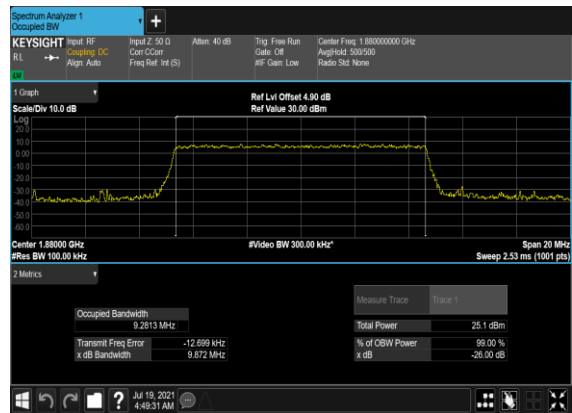 Spectrum Analyzer 1
Occupied BW
KEYSIGHT Input: RF Input Z: 50 Ω Atten: 40 dB Trig: Free Run Center Freq: 1.880000000 GHz
RL Coupling: DC Corr CCorr Gate: Off Avg|Hold: 500/500
Align: Auto Freq Ref: Int (S) #IF Gain: Low Radio Std: None
LW
1 Graph
Ref Lvl Offset 4.90 dB
Scale/Div 10.0 dB Ref Value 30.00 dBm
Log
20.0
10.0
0.00
-10.0
-20.0
-30.0
-40.0
-50.0
-60.0
Center 1.88000 GHz #Video BW 300.00 kHz* Span 20 MHz
#Res BW 100.00 kHz Sweep 2.53 ms (1001 pts)
2 Metrics
Measure Trace Trace 1
Occupied Bandwidth
9.2813 MHz Total Power 25.1 dBm
Transmit Freq Error -12.699 kHz % of OBW Power 99.00 %
x dB Bandwidth 9.872 MHz x dB -26.00 dB
Jul 19, 2021
4:49:31 AM